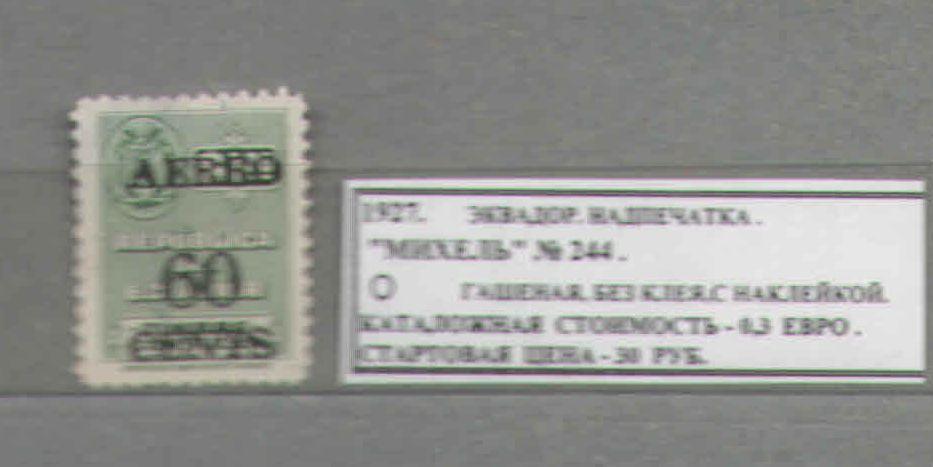 AEREO
60
CENTS
1927. ЭКВАДОР. НАДПЕЧАТКА.
"МИХЕЛЬ" № 244.
О ГАШЕНАЯ. БЕЗ КЛЕЯ,С НАКЛЕЙКОЙ.
КАТАЛОЖНАЯ СТОИМОСТЬ - 0,3 ЕВРО.
СТАРТОВАЯ ЦЕНА - 30 РУБ.